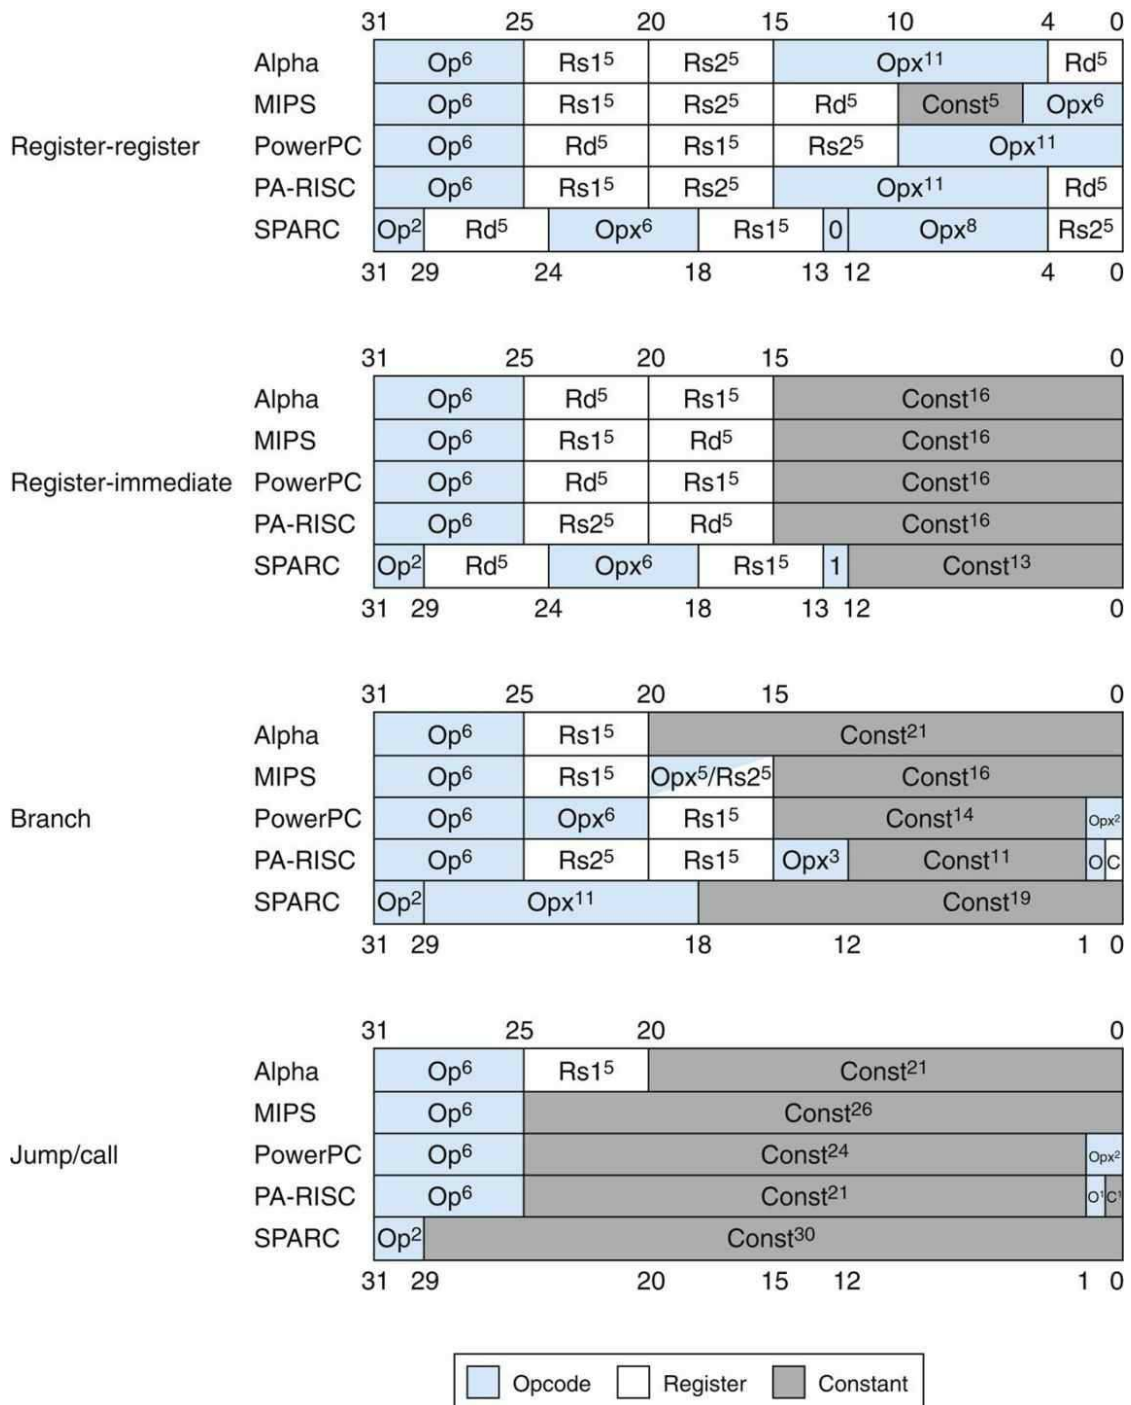 31 25 20 15 10 4 0
Alpha Op⁶ Rs1⁵ Rs2⁵ Opx¹¹ Rd⁵
MIPS Op⁶ Rs1⁵ Rs2⁵ Rd⁵ Const⁵ Opx⁶
Register-register PowerPC Op⁶ Rd⁵ Rs1⁵ Rs2⁵ Opx¹¹
PA-RISC Op⁶ Rs1⁵ Rs2⁵ Opx¹¹ Rd⁵
SPARC Op² Rd⁵ Opx⁶ Rs1⁵ 0 Opx⁸ Rs2⁵
31 29 24 18 13 12 4 0
31 25 20 15 0
Alpha Op⁶ Rd⁵ Rs1⁵ Const¹⁶
MIPS Op⁶ Rs1⁵ Rd⁵ Const¹⁶
Register-immediate PowerPC Op⁶ Rd⁵ Rs1⁵ Const¹⁶
PA-RISC Op⁶ Rs2⁵ Rd⁵ Const¹⁶
SPARC Op² Rd⁵ Opx⁶ Rs1⁵ 1 Const¹³
31 29 24 18 13 12 0
31 25 20 15 0
Alpha Op⁶ Rs1⁵ Const²¹
MIPS Op⁶ Rs1⁵ Opx⁵/Rs2⁵ Const¹⁶
Branch PowerPC Op⁶ Opx⁶ Rs1⁵ Const¹⁴ Opx²
PA-RISC Op⁶ Rs2⁵ Rs1⁵ Opx³ Const¹¹ O C
SPARC Op² Opx¹¹ Const¹⁹
31 29 18 12 1 0
31 25 20 0
Alpha Op⁶ Rs1⁵ Const²¹
MIPS Op⁶ Const²⁶
Jump/call PowerPC Op⁶ Const²⁴ Opx²
PA-RISC Op⁶ Const²¹ O¹ C¹
SPARC Op² Const³⁰
31 29 20 15 12 1 0
Opcode Register Constant